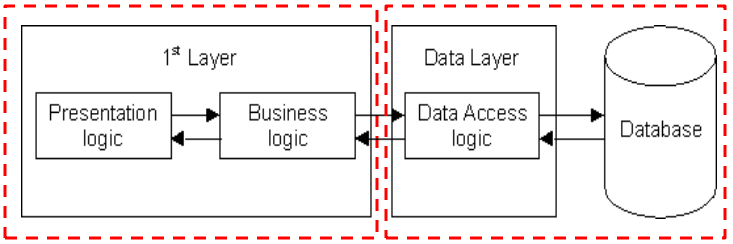 1st Layer
Data Layer
Presentation
logic
Business
logic
Data Access
logic
Database